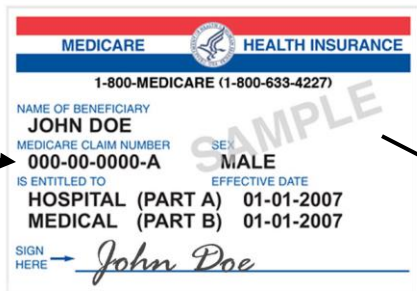 MEDICARE HEALTH INSURANCE
1-800-MEDICARE (1-800-633-4227)
NAME OF BENEFICIARY
JOHN DOE
MEDICARE CLAIM NUMBER SEX
000-00-0000-A MALE
IS ENTITLED TO EFFECTIVE DATE
HOSPITAL (PART A) 01-01-2007
MEDICAL (PART B) 01-01-2007
SIGN
HERE John Doe
SAMPLE